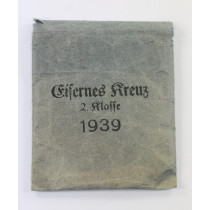 Eisernes Kreuz
2. Klasse
1939